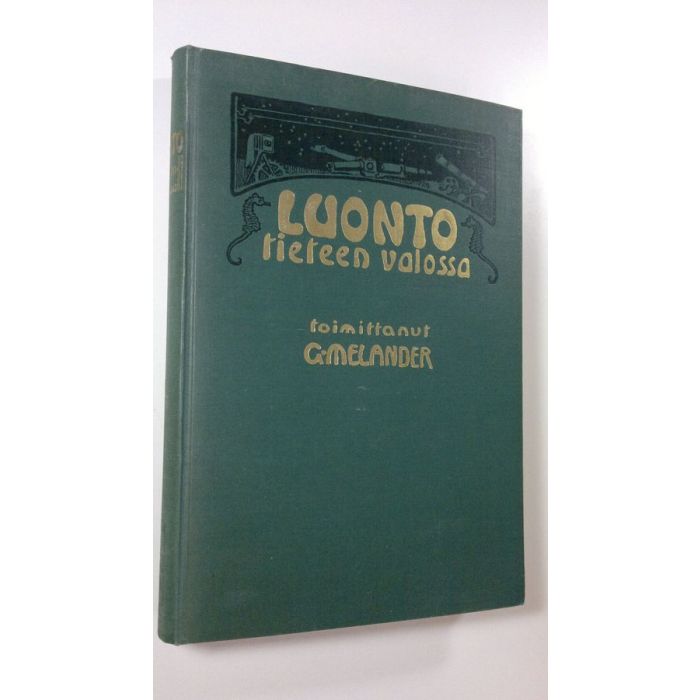 LUONTO
tieteen valossa
toimittanut
G. MELANDER